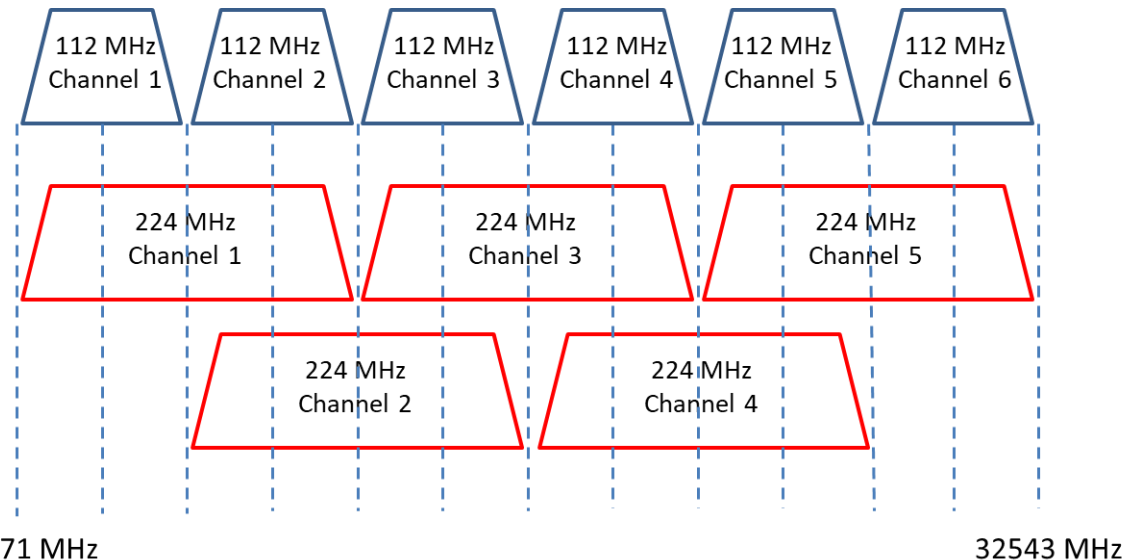 112 MHz
Channel 1
112 MHz
Channel 2
112 MHz
Channel 3
112 MHz
Channel 4
112 MHz
Channel 5
112 MHz
Channel 6
224 MHz
Channel 1
224 MHz
Channel 3
224 MHz
Channel 5
224 MHz
Channel 2
224 MHz
Channel 4
71 MHz
32543 MHz